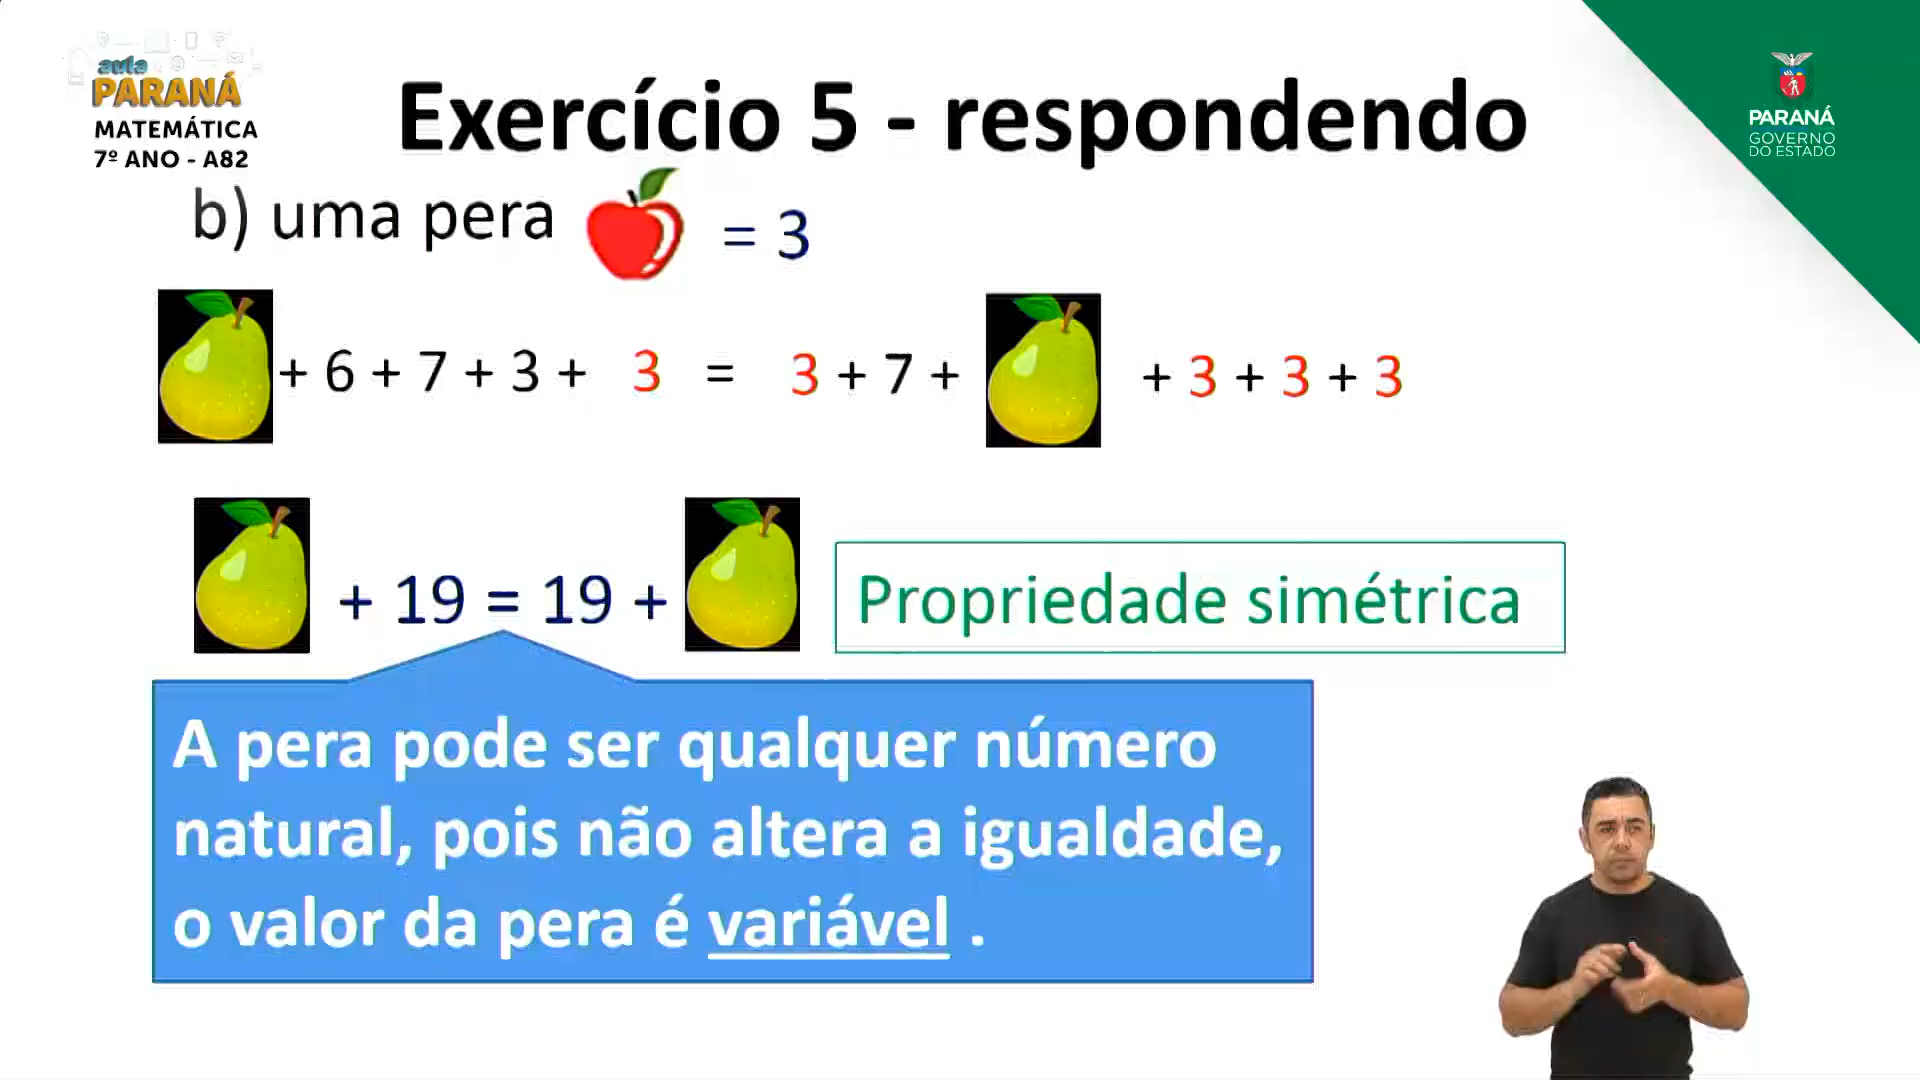 aula
PARANÁ
MATEMÁTICA
7º ANO - A82
Exercício 5 - respondendo
PARANÁ
GOVERNO
DO ESTADO
b) uma pera = 3
+ 6 + 7 + 3 + 3 = 3 + 7 + + 3 + 3 + 3
+ 19 = 19 +
Propriedade simétrica
A pera pode ser qualquer número
natural, pois não altera a igualdade,
o valor da pera é variável .